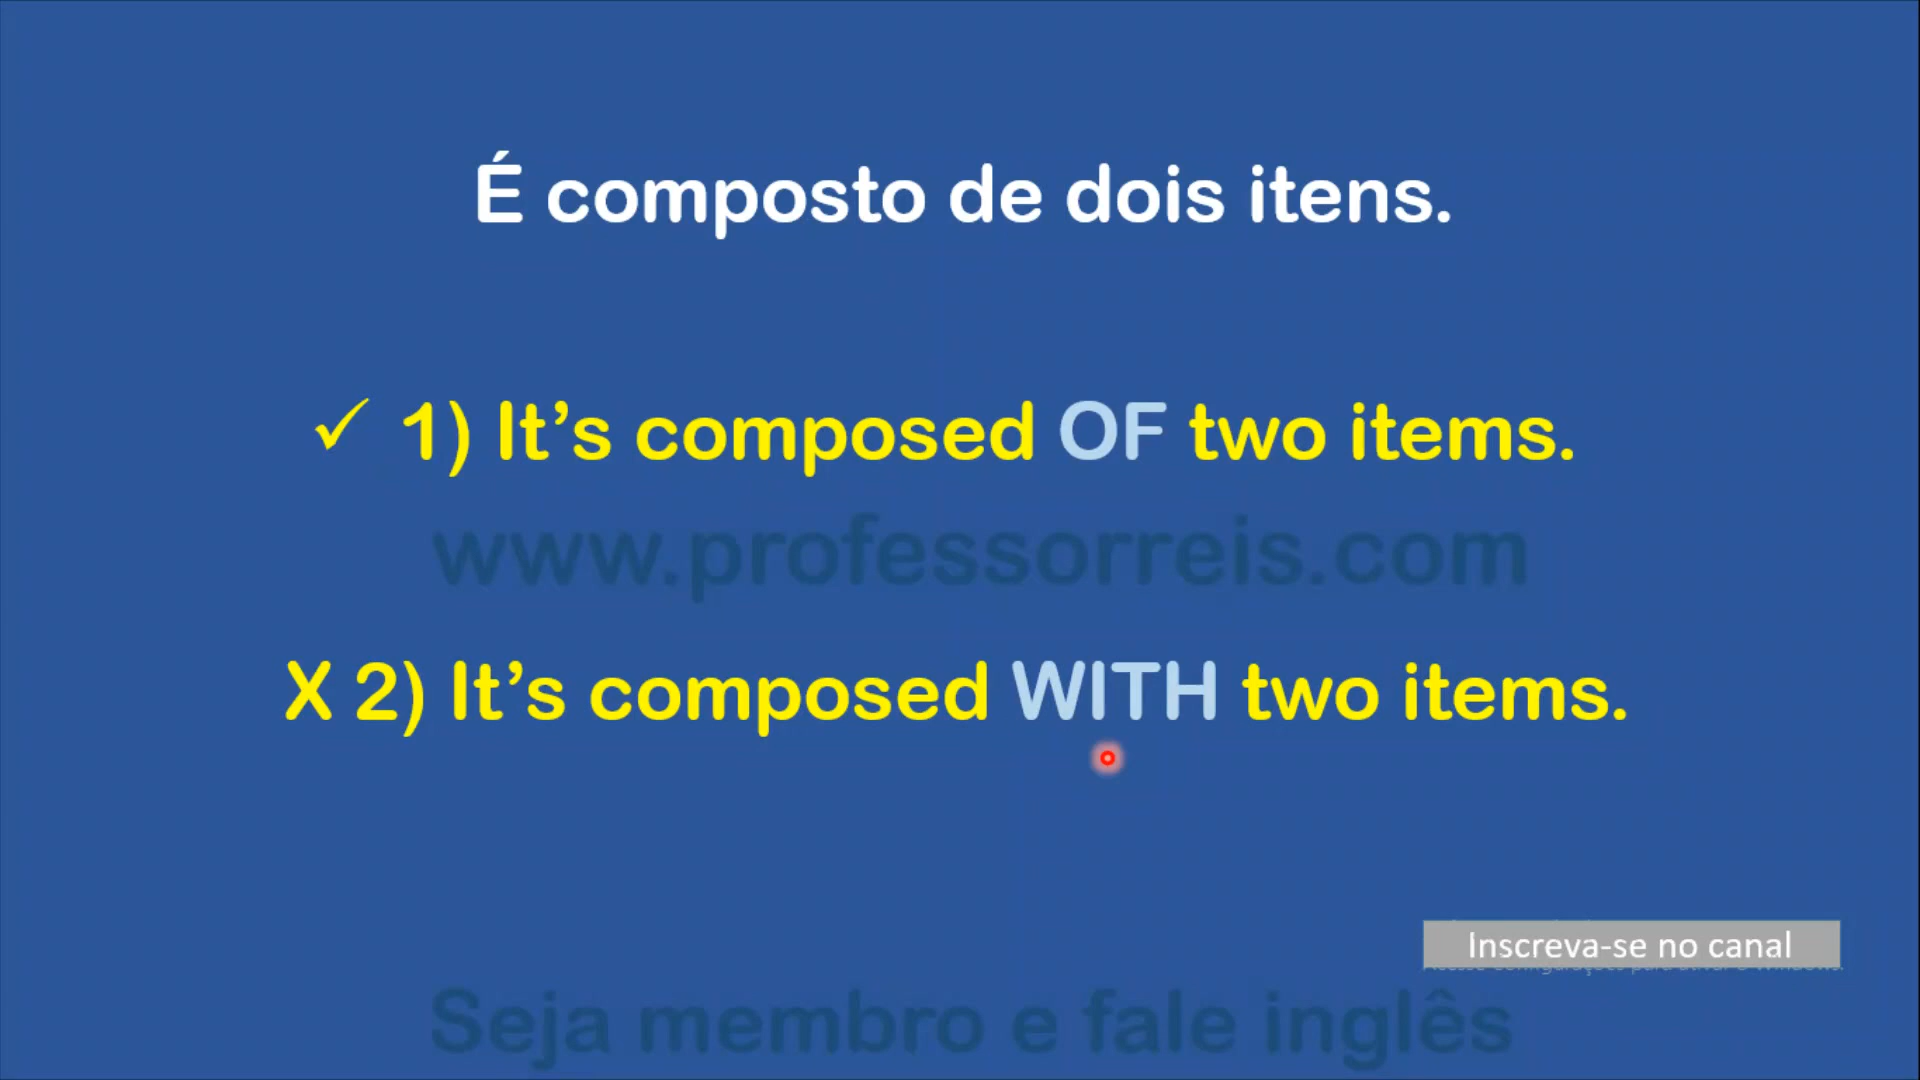 É composto de dois itens.
✓ 1) It’s composed OF two items.
www.professorreis.com
X 2) It’s composed WITH two items.
Inscreva-se no canal
Seja membro e fale inglês